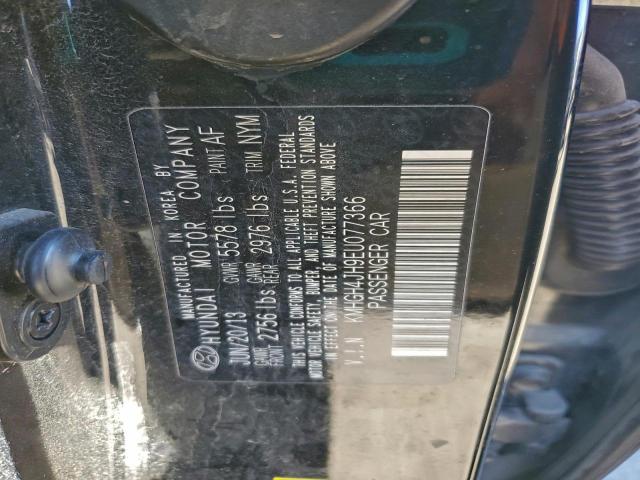 MANUFACTURED IN KOREA BY
HYUNDAI MOTOR COMPANY
JUN/20/13 GVWR 5578 lbs PAINT AF
GAWR FRONT 2756 lbs GAWR REAR 2976 lbs TRIM NYM
THIS VEHICLE CONFORMS TO ALL APPLICABLE U.S.A. FEDERAL
MOTOR VEHICLE SAFETY, BUMPER, AND THEFT PREVENTION STANDARDS
IN EFFECT ON THE DATE OF MANUFACTURE SHOWN ABOVE
V.I.N KMHGH4JH9EU077366
PASSENGER CAR